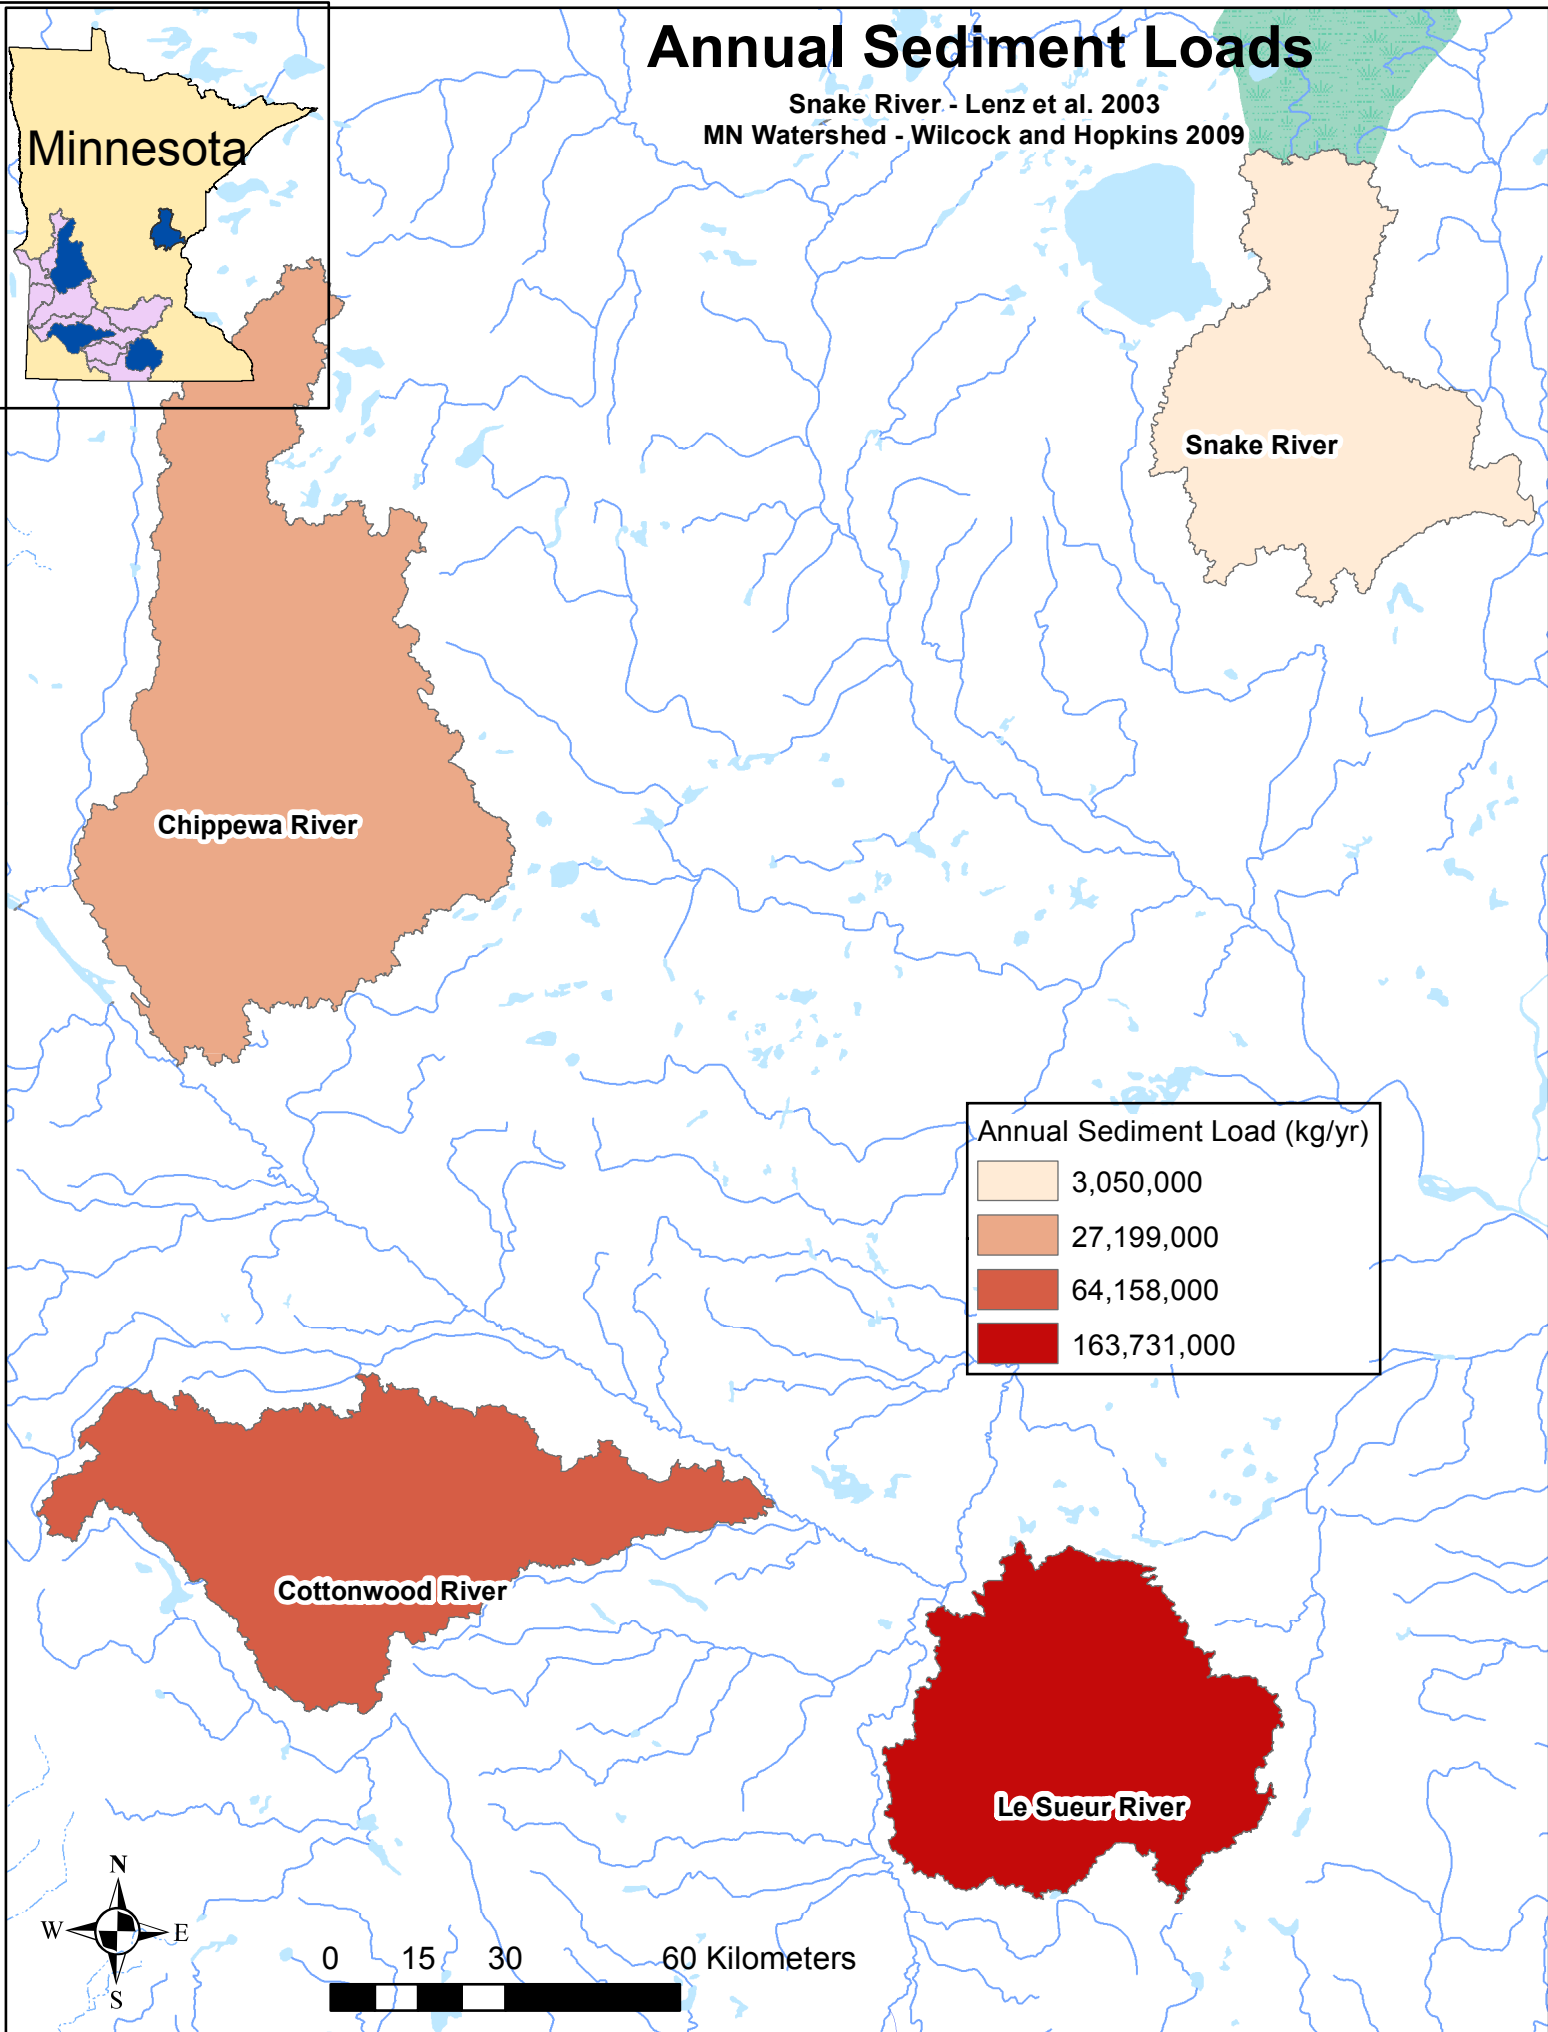 Annual Sediment Loads
Snake River - Lenz et al. 2003
MN Watershed - Wilcock and Hopkins 2009
Minnesota
Snake River
Chippewa River
Annual Sediment Load (kg/yr)
3,050,000
27,199,000
64,158,000
163,731,000
Cottonwood River
Le Sueur River
N
W E
S
0 15 30 60 Kilometers